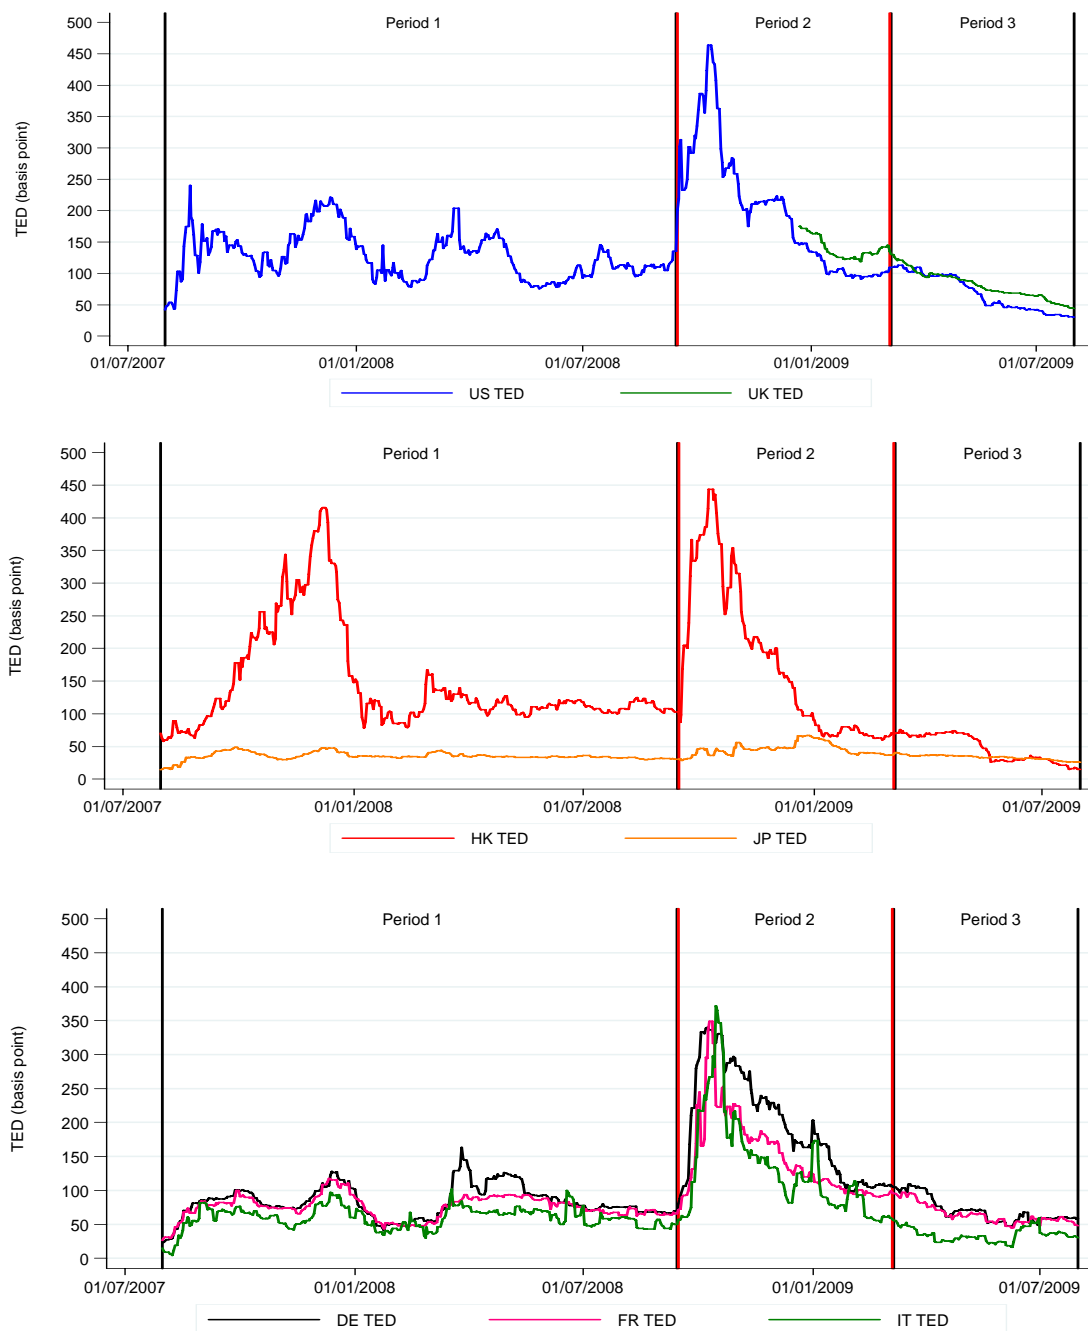 Period 1 Period 2 Period 3
500
450
400
350
300
250
200
150
100
50
0
TED (basis point)
01/07/2007 01/01/2008 01/07/2008 01/01/2009 01/07/2009
US TED UK TED
Period 1 Period 2 Period 3
500
450
400
350
300
250
200
150
100
50
0
TED (basis point)
01/07/2007 01/01/2008 01/07/2008 01/01/2009 01/07/2009
HK TED JP TED
Period 1 Period 2 Period 3
500
450
400
350
300
250
200
150
100
50
0
TED (basis point)
01/07/2007 01/01/2008 01/07/2008 01/01/2009 01/07/2009
DE TED FR TED IT TED